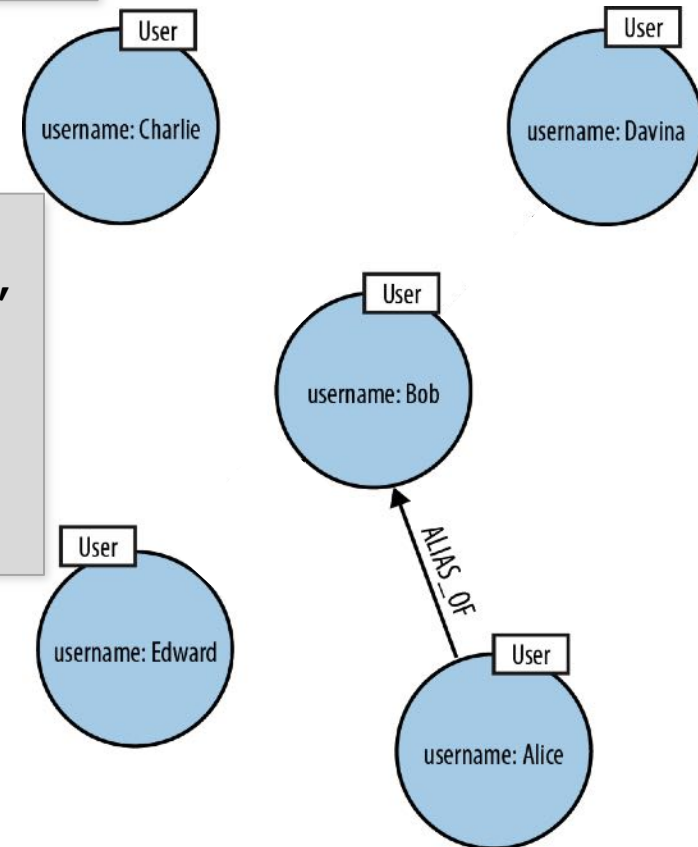 User
username: Charlie
User
username: Davina
,
User
username: Bob
ALIAS_OF
User
username: Edward
User
username: Alice